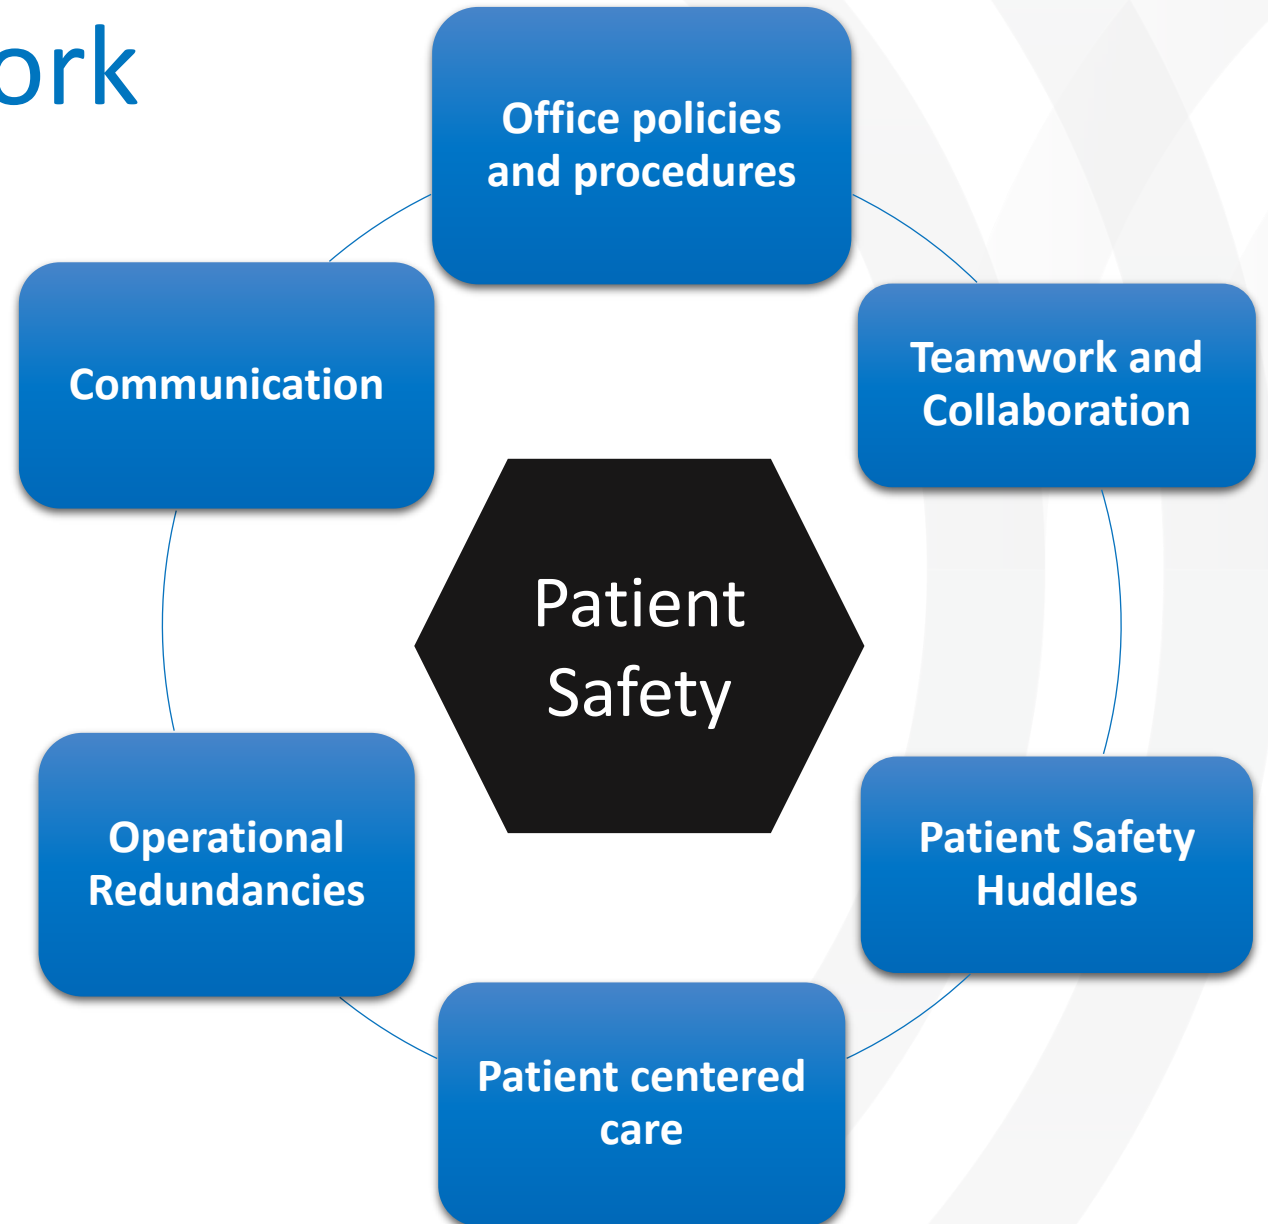 ork
Office policies
and procedures
Communication
Teamwork and
Collaboration
Patient
Safety
Operational
Redundancies
Patient Safety
Huddles
Patient centered
care